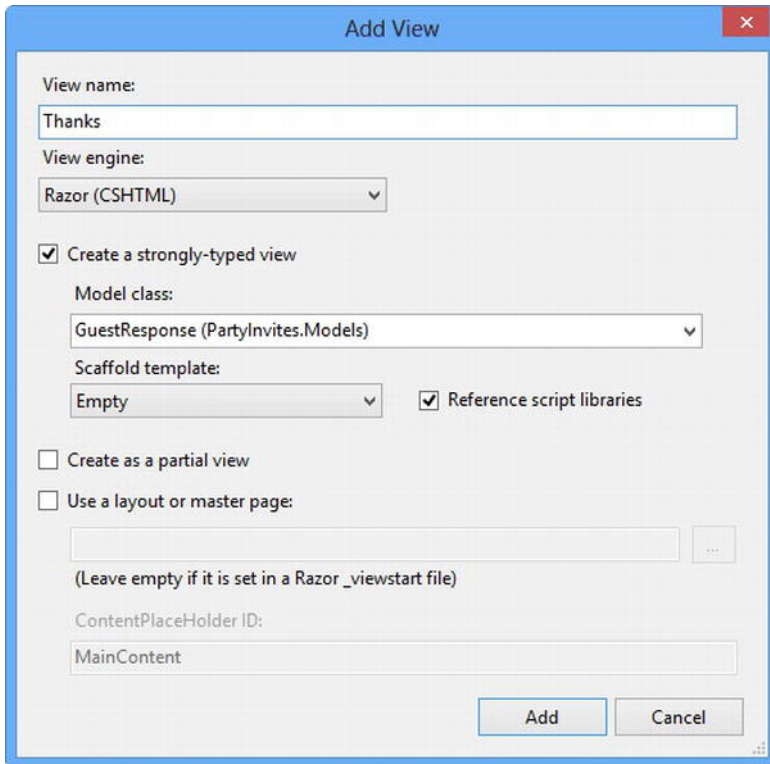 Add View
View name:
Thanks
View engine:
Razor (CSHTML)
Create a strongly-typed view
Model class:
GuestResponse (PartyInvites.Models)
Scaffold template:
Empty
Reference script libraries
Create as a partial view
Use a layout or master page:
...
(Leave empty if it is set in a Razor _viewstart file)
ContentPlaceHolder ID:
MainContent
Add
Cancel